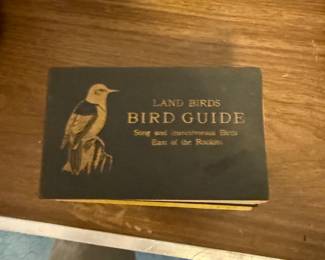 LAND BIRDS
BIRD GUIDE
Song and Insectivorous Birds
East of the Rockies